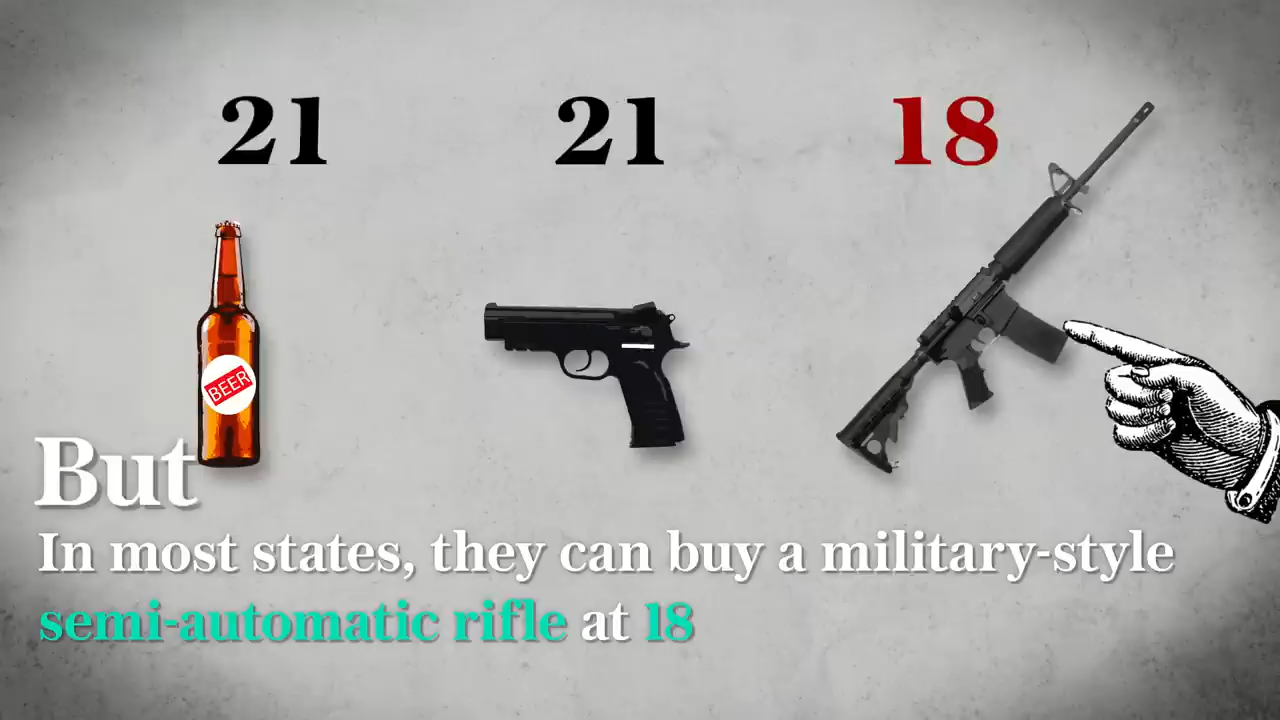 21 21 18
BEER
But
In most states, they can buy a military-style
semi-automatic rifle at 18